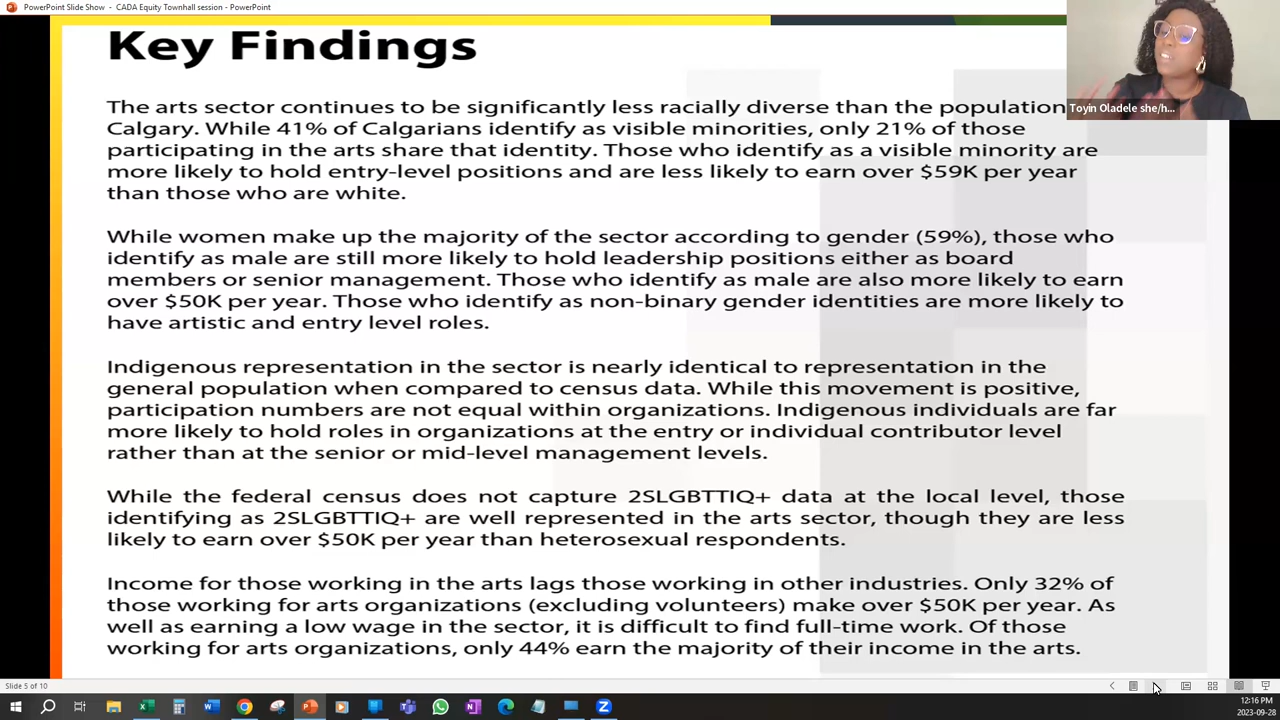 PowerPoint Slide Show - CADA Equity Townhall session - PowerPoint
Key Findings
The arts sector continues to be significantly less racially diverse than the population
Calgary. While 41% of Calgarians identify as visible minorities, only 21% of those
participating in the arts share that identity. Those who identify as a visible minority are
more likely to hold entry-level positions and are less likely to earn over $59K per year
than those who are white.
While women make up the majority of the sector according to gender (59%), those who
identify as male are still more likely to hold leadership positions either as board
members or senior management. Those who identify as male are also more likely to earn
over $50K per year. Those who identify as non-binary gender identities are more likely to
have artistic and entry level roles.
Indigenous representation in the sector is nearly identical to representation in the
general population when compared to census data. While this movement is positive,
participation numbers are not equal within organizations. Indigenous individuals are far
more likely to hold roles in organizations at the entry or individual contributor level
rather than at the senior or mid-level management levels.
While the federal census does not capture 2SLGBTTIQ+ data at the local level, those
identifying as 2SLGBTTIQ+ are well represented in the arts sector, though they are less
likely to earn over $50K per year than heterosexual respondents.
Income for those working in the arts lags those working in other industries. Only 32% of
those working for arts organizations (excluding volunteers) make over $50K per year. As
well as earning a low wage in the sector, it is difficult to find full-time work. Of those
working for arts organizations, only 44% earn the majority of their income in the arts.
Toyin Oladele she/h...
Slide 5 of 10
12:16 PM
2023-09-28